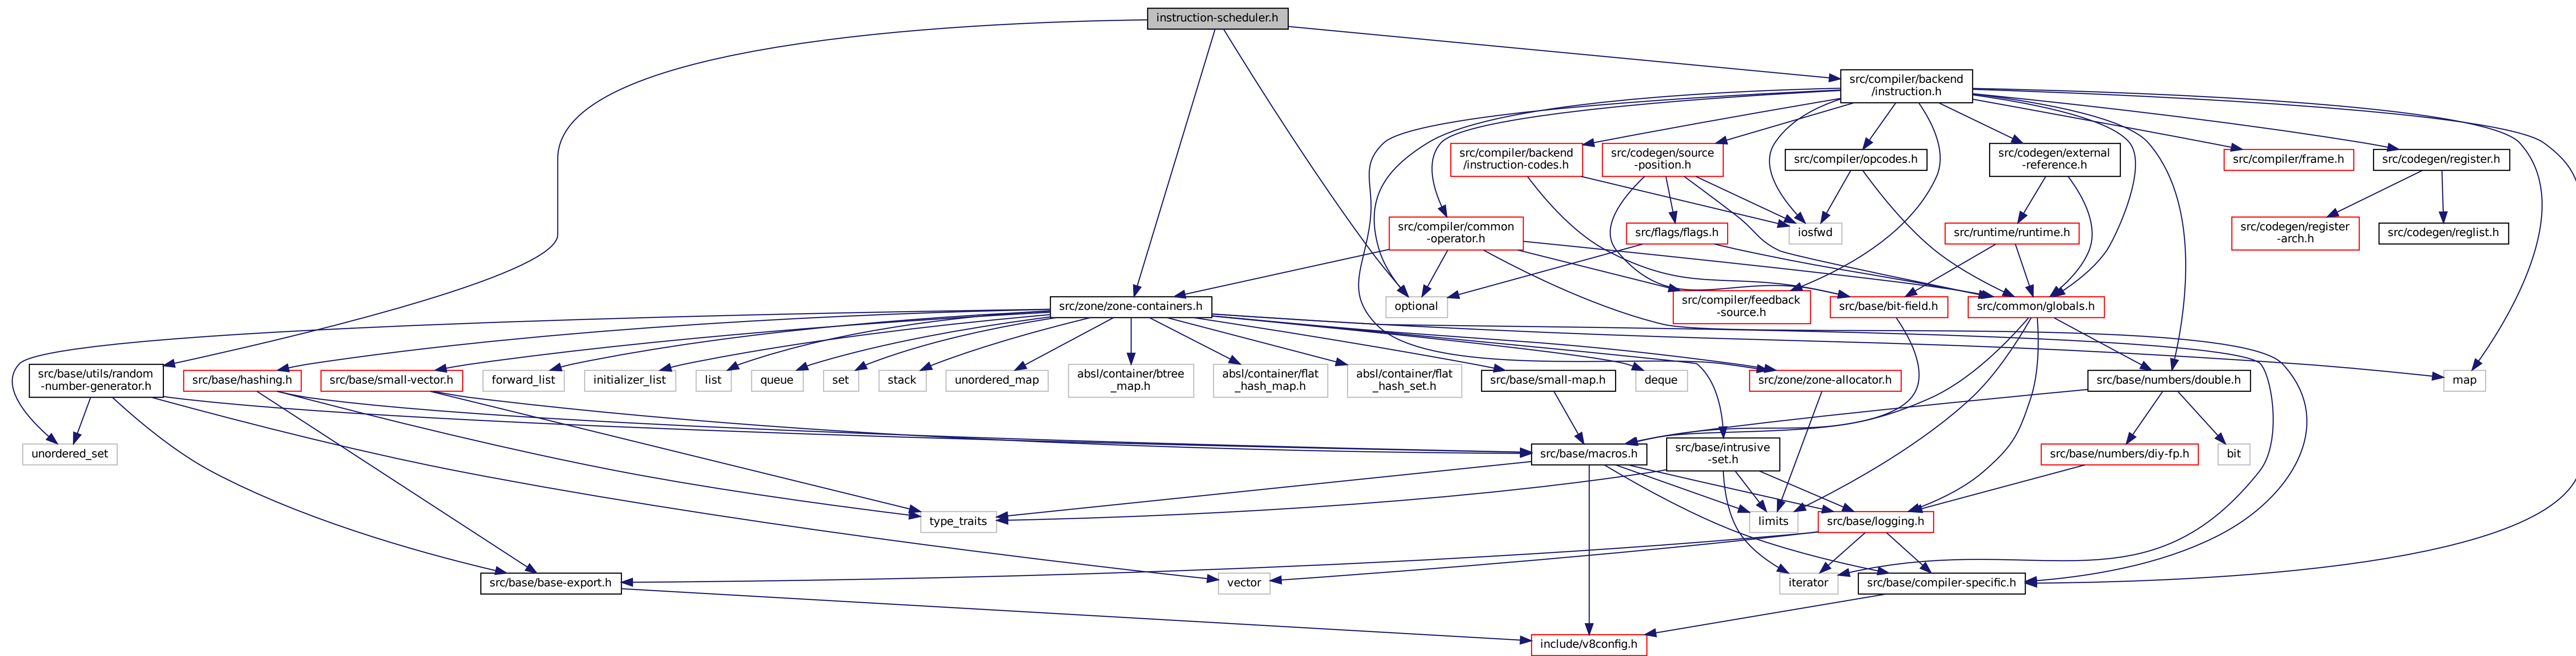 instruction-scheduler.h
src/compiler/backend
/instruction.h
src/compiler/backend
/instruction-codes.h
src/codegen/source
-position.h
src/compiler/opcodes.h
src/codegen/external
-reference.h
src/compiler/frame.h
src/codegen/register.h
src/compiler/common
-operator.h
src/flags/flags.h
iosfwd
src/runtime/runtime.h
src/codegen/register
-arch.h
src/codegen/reglist.h
src/zone/zone-containers.h
optional
src/compiler/feedback
-source.h
src/base/bit-field.h
src/common/globals.h
src/base/utils/random
-number-generator.h
src/base/hashing.h
src/base/small-vector.h
forward_list
initializer_list
list
queue
set
stack
unordered_map
absl/container/btree
_map.h
absl/container/flat
_hash_map.h
absl/container/flat
_hash_set.h
src/base/small-map.h
deque
src/zone/zone-allocator.h
src/base/numbers/double.h
map
unordered_set
src/base/macros.h
src/base/intrusive
-set.h
src/base/numbers/diy-fp.h
bit
type_traits
limits
src/base/logging.h
src/base/base-export.h
vector
iterator
src/base/compiler-specific.h
include/v8config.h